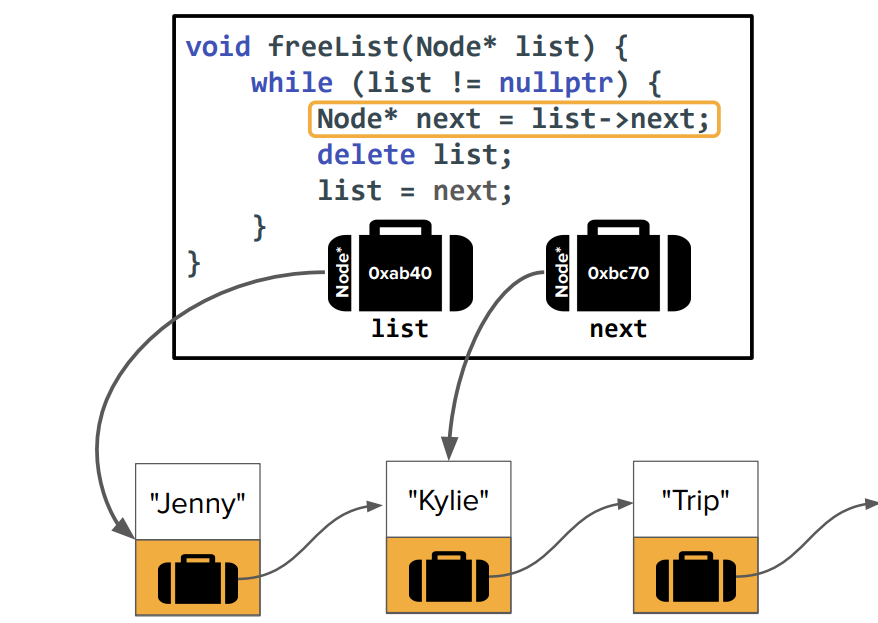 void freeList(Node* list) {
    while (list != nullptr) {
        Node* next = list->next;
        delete list;
        list = next;
    }
}
Node* 0xab40
list
Node* 0xbc70
next
"Jenny"
"Kylie"
"Trip"